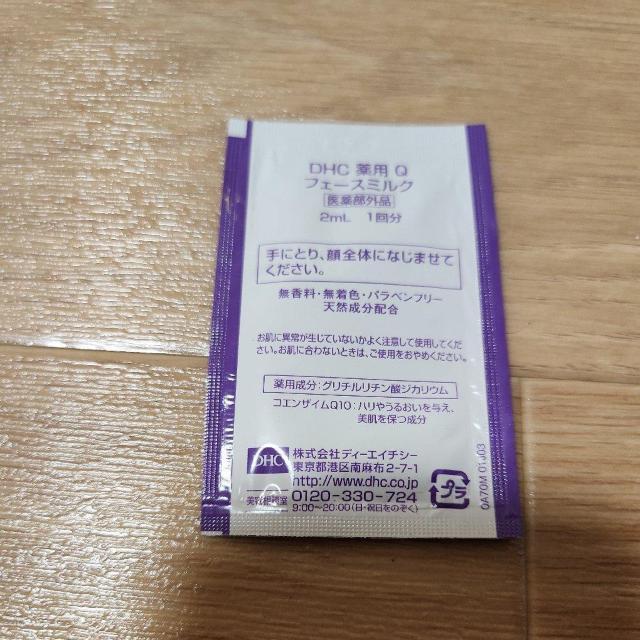 DHC 薬用 Q
フェースミルク
医薬部外品
2mL 1回分
手にとり、顔全体になじませて
ください。
無香料・無着色・パラベンフリー
天然成分配合
お肌に異常が生じていないかよく注意して使用してくだ
さい。お肌に合わないときは、ご使用をおやめください。
薬用成分:グリチルリチン酸ジカリウム
コエンザイムQ10:ハリやうるおいを与え、
美肌を保つ成分
DHC 株式会社ディーエイチシー
東京都港区南麻布2-7-1
http://www.dhc.co.jp
美容相談室 0120-330-724
9:00~20:00(日・祝日をのぞく)
プラ
0A70M 01